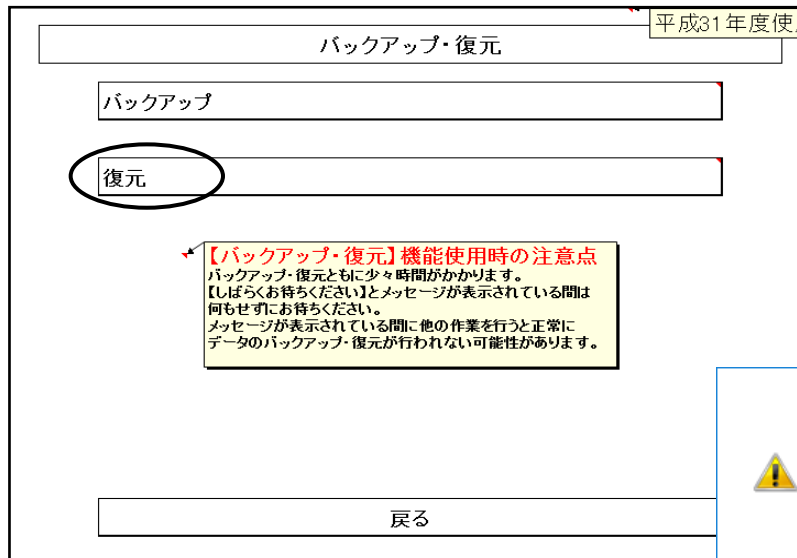 平成31年度使
バックアップ・復元
バックアップ
復元
【バックアップ・復元】機能使用時の注意点
バックアップ・復元ともに少々時間がかかります。
【しばらくお待ちください】とメッセージが表示されている間は
何もせずにお待ちください。
メッセージが表示されている間に他の作業を行うと正常に
データのバックアップ・復元が行われない可能性があります。
戻る